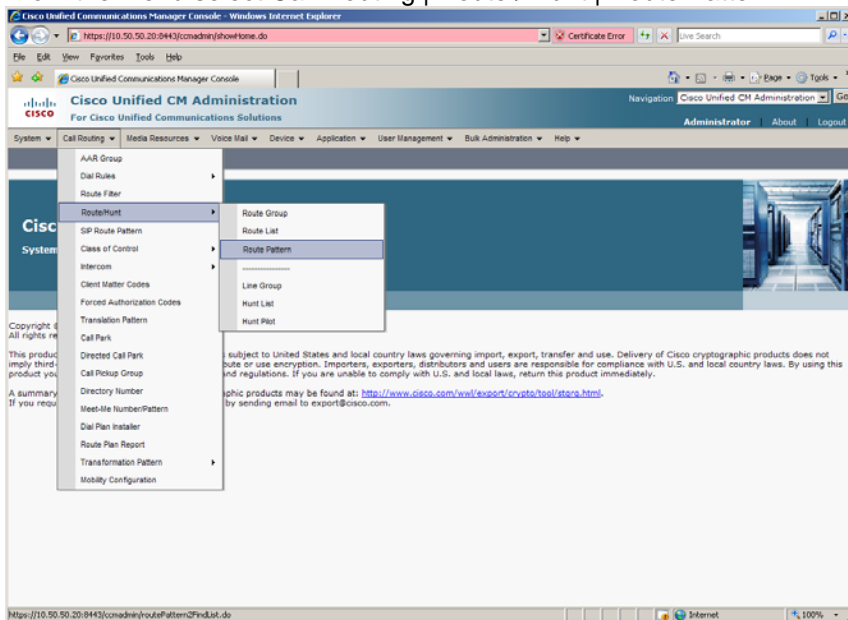 Cisco Unified Communications Manager Console - Windows Internet Explorer
https://10.50.50.20:8443/ccmadmin/showHome.do
Certificate Error
Live Search
File Edit View Favorites Tools Help
Cisco Unified Communications Manager Console
Page Tools
CISCO
Cisco Unified CM Administration
For Cisco Unified Communications Solutions
Navigation Cisco Unified CM Administration Go
Administrator | About | Logout
System Call Routing Media Resources Voice Mail Device Application User Management Bulk Administration Help
AAR Group
Dial Rules
Route Filter
Route/Hunt
SIP Route Pattern
Class of Control
Intercom
Client Matter Codes
Forced Authorization Codes
Translation Pattern
Call Park
Directed Call Park
Call Pickup Group
Directory Number
Meet-Me Number/Pattern
Dial Plan Installer
Route Plan Report
Transformation Pattern
Mobility Configuration
Route Group
Route List
Route Pattern
----------------
Line Group
Hunt List
Hunt Pilot
Cisc
System
Copyright
All rights re
This produc subject to United States and local country laws governing import, export, transfer and use. Delivery of Cisco cryptographic products does not
imply third- bute or use encryption. Importers, exporters, distributors and users are responsible for compliance with U.S. and local country laws. By using this
product you and regulations. If you are unable to comply with U.S. and local laws, return this product immediately.
A summary phic products may be found at: http://www.cisco.com/wwl/export/crypto/tool/stqrg.html.
If you requ by sending email to export@cisco.com.
https://10.50.50.20:8443/ccmadmin/routePattern2FindList.do
Internet
100%